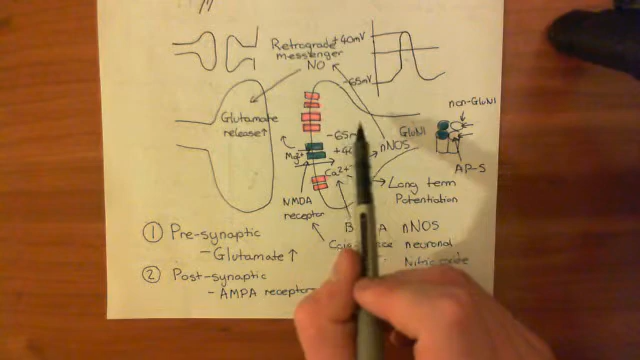 Retrograde
messenger
NO
+40mV
-65mV
Glutamate
release↑
non-GluN1
GluN1
AP-5
-65m
Mg2+
+40
nNOS
Ca2+
NMDA
receptor
Long term
Potentiation
① Pre-synaptic
- Glutamate ↑
② Post-synaptic
- AMPA receptor
nNOS
neuronal
Nitric oxide